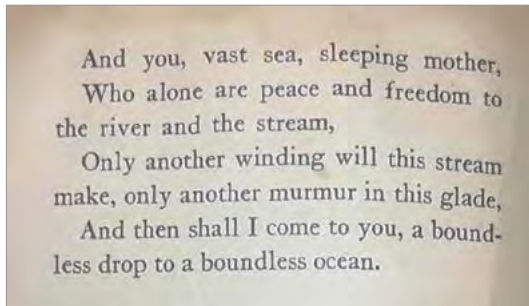 And you, vast sea, sleeping mother,
Who alone are peace and freedom to
the river and the stream,
Only another winding will this stream
make, only another murmur in this glade,
And then shall I come to you, a bound-
less drop to a boundless ocean.